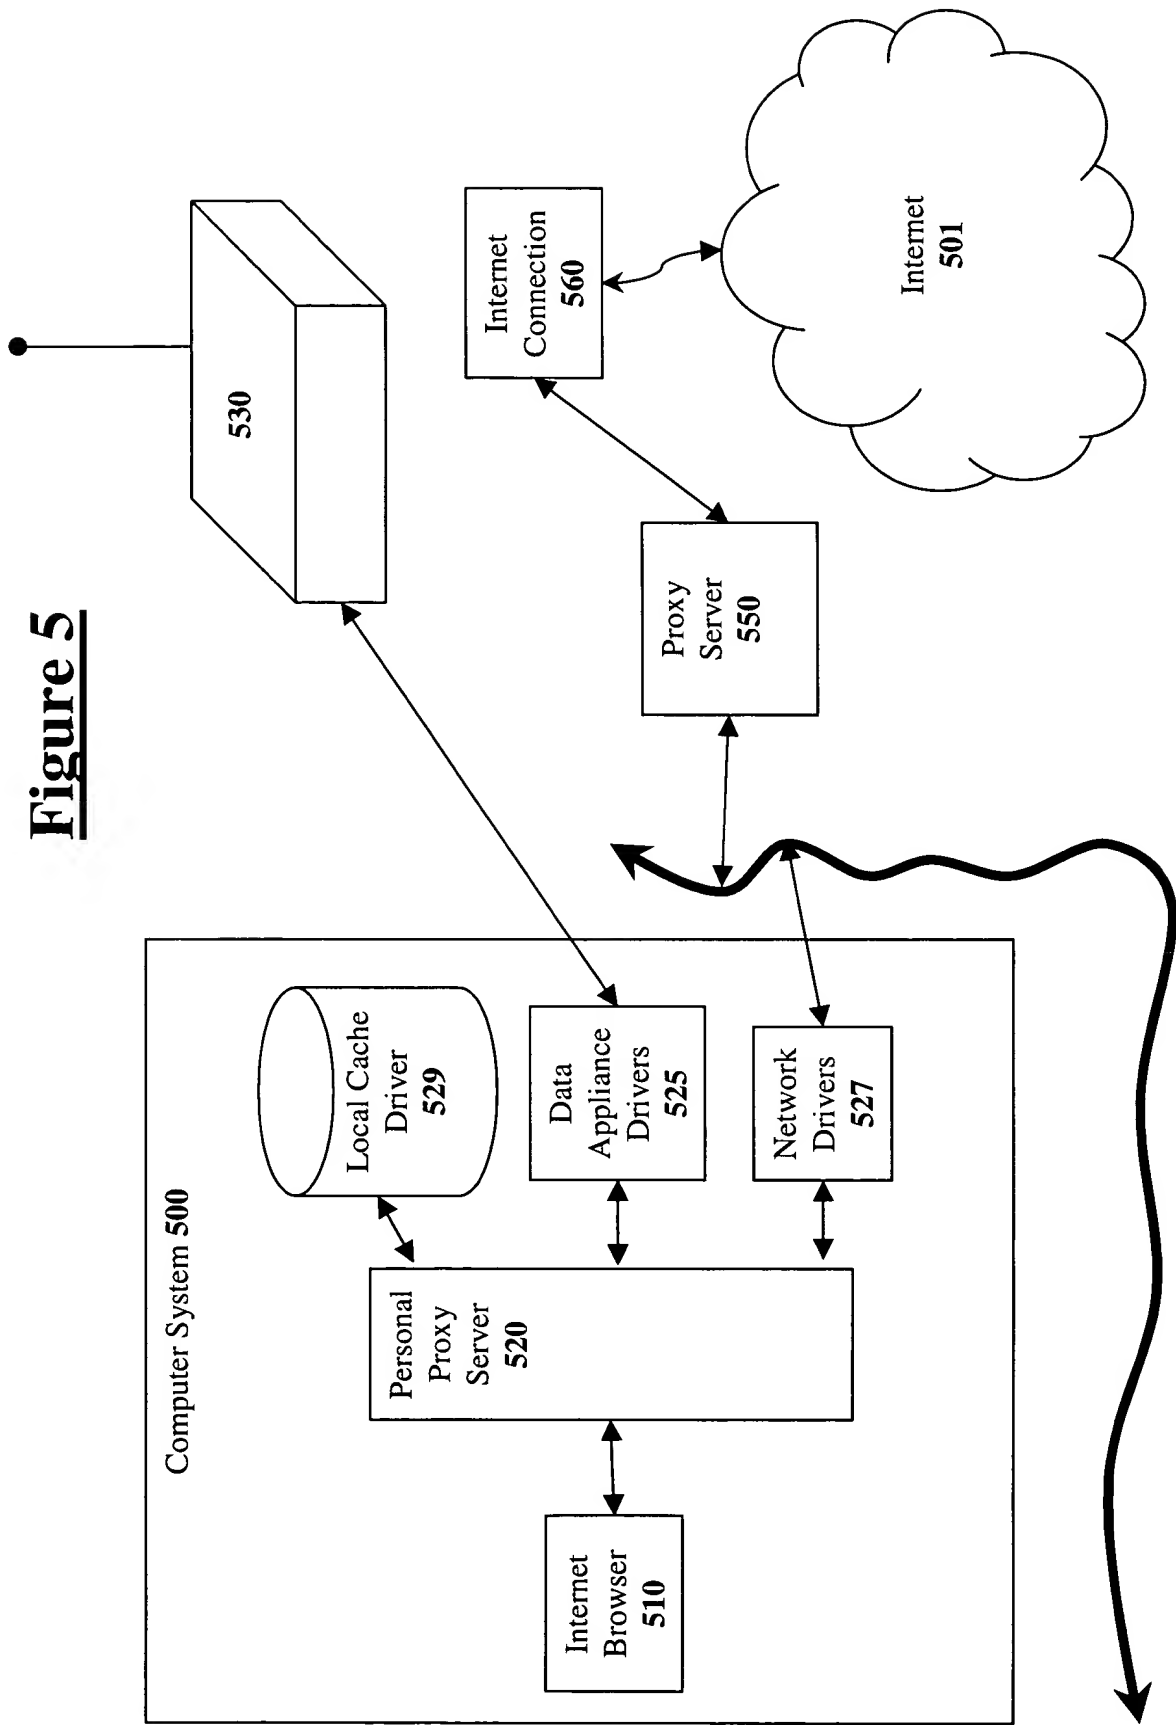 Figure 5
Computer System 500
Internet
Browser
510
Personal
Proxy
Server
520
Local Cache
Driver
529
Data
Appliance
Drivers
525
Network
Drivers
527
530
Proxy
Server
550
Internet
Connection
560
Internet
501